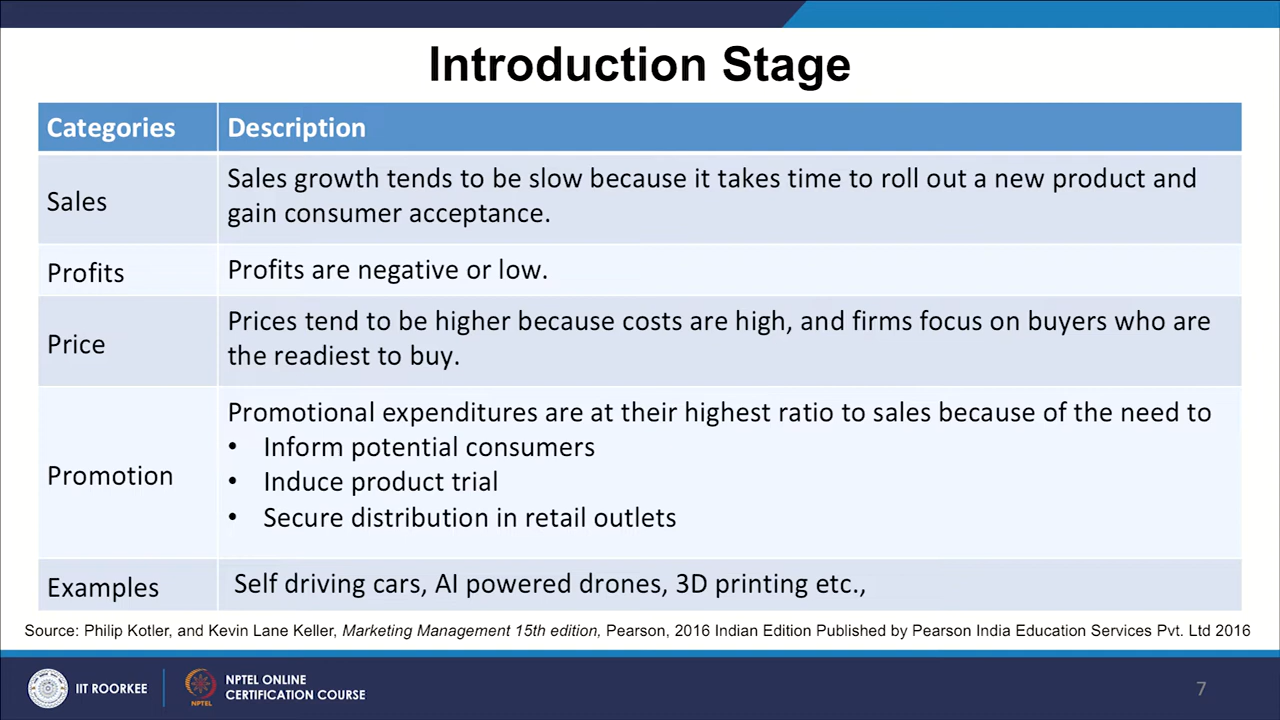 Introduction Stage
Categories Description
Sales
Sales growth tends to be slow because it takes time to roll out a new product and
gain consumer acceptance.
Profits
Profits are negative or low.
Price
Prices tend to be higher because costs are high, and firms focus on buyers who are
the readiest to buy.
Promotion
Promotional expenditures are at their highest ratio to sales because of the need to
• Inform potential consumers
• Induce product trial
• Secure distribution in retail outlets
Examples
Self driving cars, AI powered drones, 3D printing etc.,
Source: Philip Kotler, and Kevin Lane Keller, Marketing Management 15th edition, Pearson, 2016 Indian Edition Published by Pearson India Education Services Pvt. Ltd 2016
IIT ROORKEE
NPTEL
NPTEL ONLINE
CERTIFICATION COURSE
7